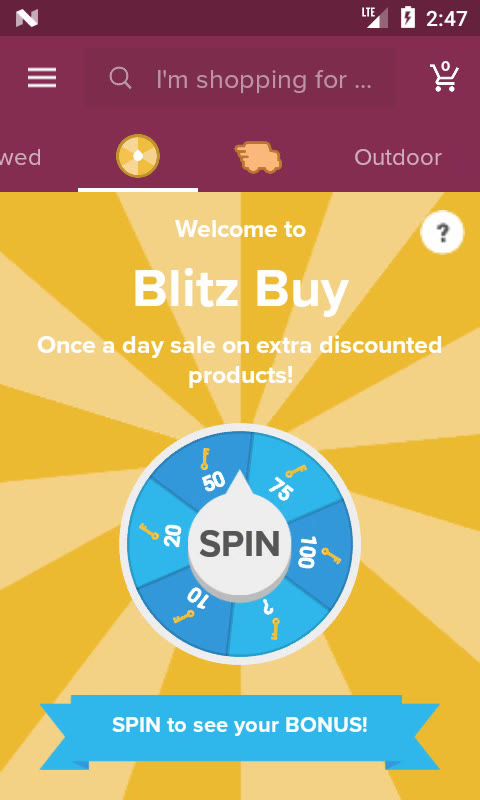 LTE
2:47
I'm shopping for ...
0
wed
Outdoor
?
Welcome to
Blitz Buy
Once a day sale on extra discounted
products!
50
75
20
SPIN
100
10
~
SPIN to see your BONUS!